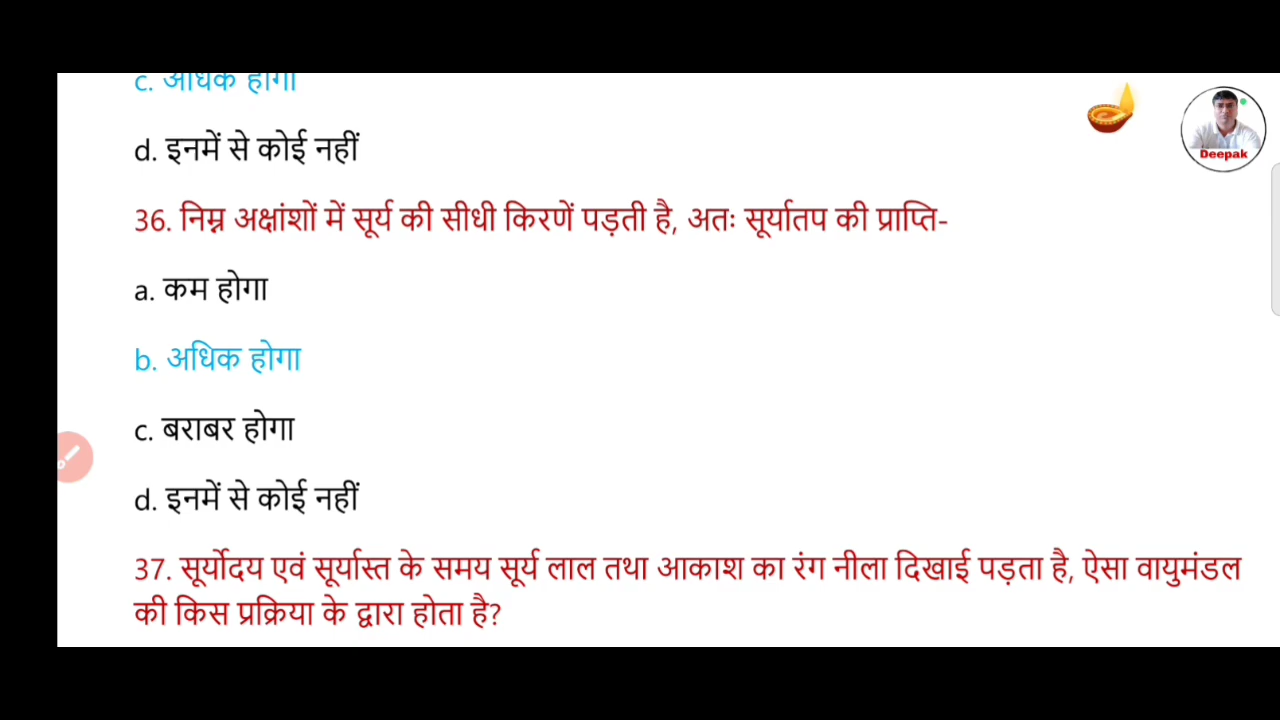 c. अधिक होगा
d. इनमें से कोई नहीं
Deepak
36. निम्न अक्षांशों में सूर्य की सीधी किरणें पड़ती है, अतः सूर्यातप की प्राप्ति-
a. कम होगा
b. अधिक होगा
c. बराबर होगा
d. इनमें से कोई नहीं
37. सूर्योदय एवं सूर्यास्त के समय सूर्य लाल तथा आकाश का रंग नीला दिखाई पड़ता है, ऐसा वायुमंडल
की किस प्रक्रिया के द्वारा होता है?